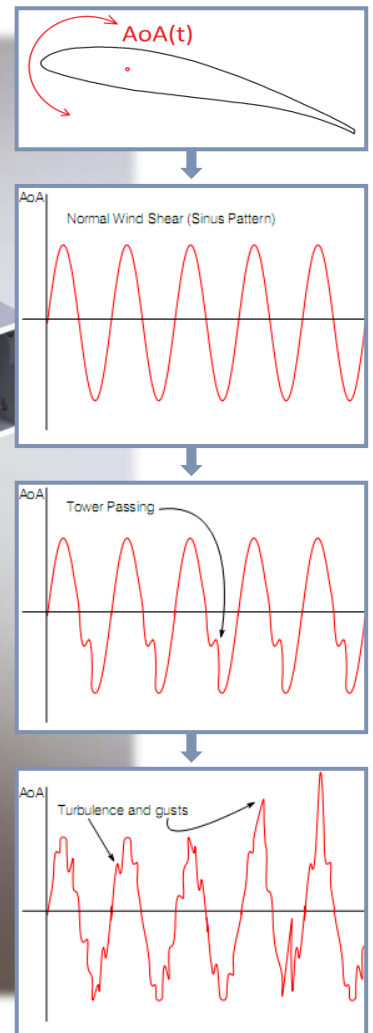 AoA(t)
AoA
Normal Wind Shear (Sinus Pattern)
AoA
Tower Passing
AoA
Turbulence and gusts